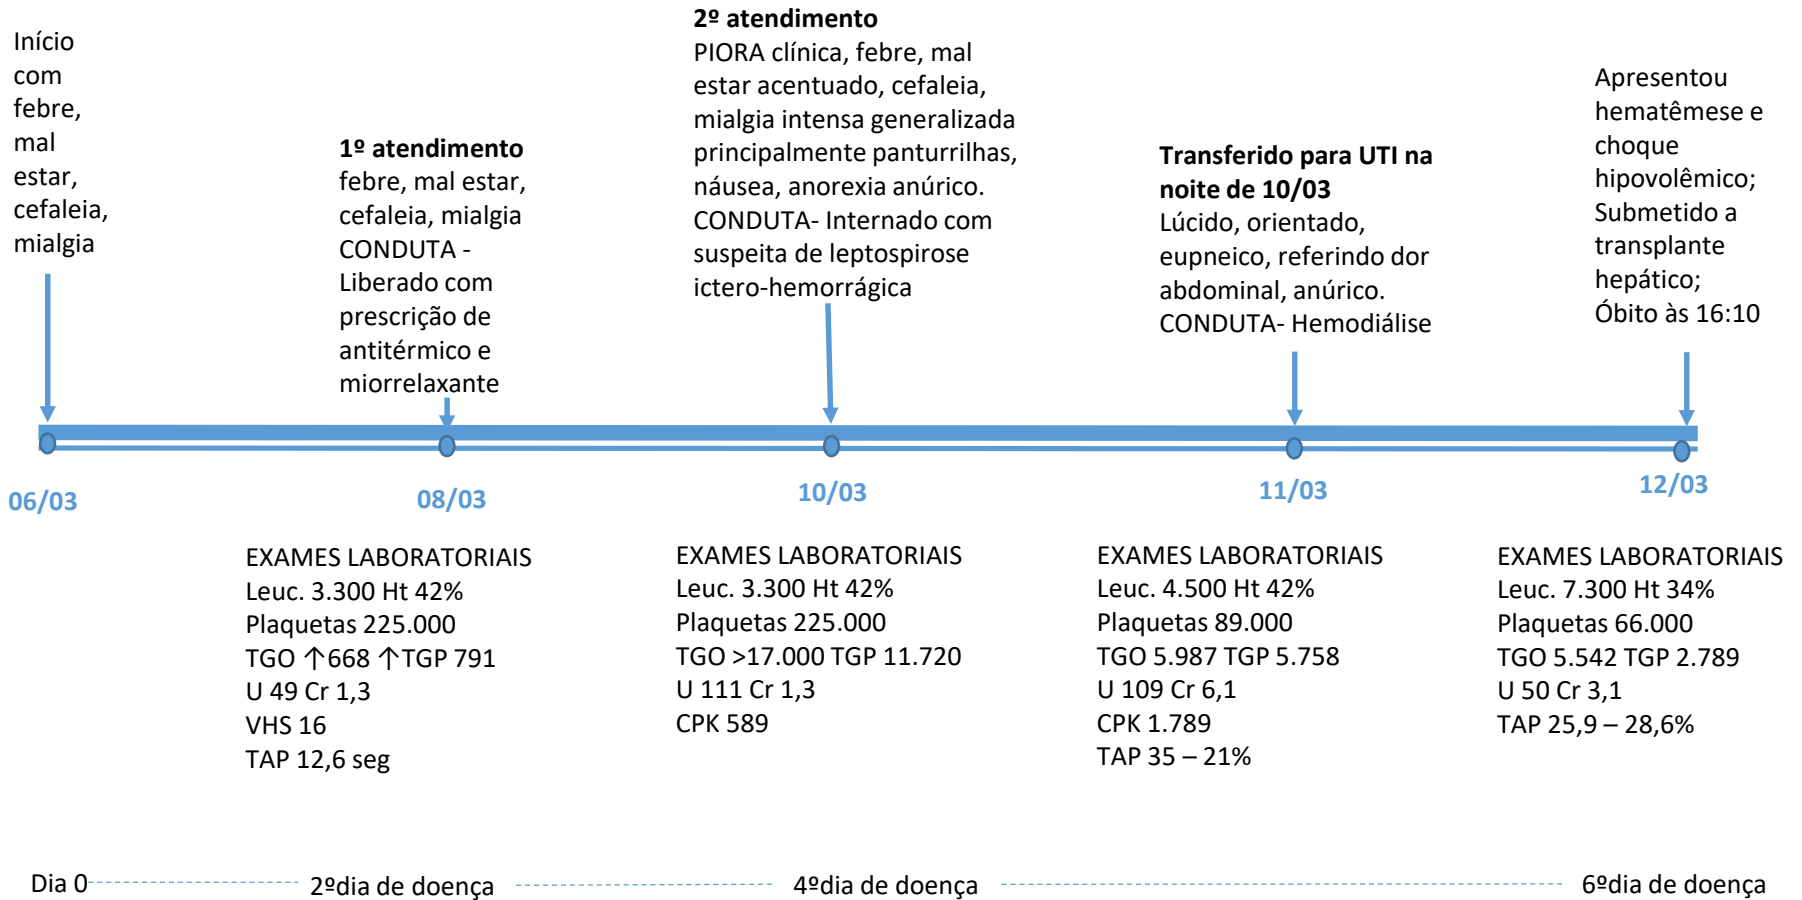 Início
com
febre,
mal
estar,
cefaleia,
mialgia
1º atendimento
febre, mal estar,
cefaleia, mialgia
CONDUTA -
Liberado com
prescrição de
antitérmico e
miorrelaxante
2º atendimento
PIORA clínica, febre, mal
estar acentuado, cefaleia,
mialgia intensa generalizada
principalmente panturrilhas,
náusea, anorexia anúrico.
CONDUTA- Internado com
suspeita de leptospirose
ictero-hemorrágica
Transferido para UTI na
noite de 10/03
Lúcido, orientado,
eupneico, referindo dor
abdominal, anúrico.
CONDUTA- Hemodiálise
Apresentou
hematêmese e
choque
hipovolêmico;
Submetido a
transplante
hepático;
Óbito às 16:10
06/03
08/03
10/03
11/03
12/03
EXAMES LABORATORIAIS
Leuc. 3.300 Ht 42%
Plaquetas 225.000
TGO ↑668 ↑TGP 791
U 49 Cr 1,3
VHS 16
TAP 12,6 seg
EXAMES LABORATORIAIS
Leuc. 3.300 Ht 42%
Plaquetas 225.000
TGO >17.000 TGP 11.720
U 111 Cr 1,3
CPK 589
EXAMES LABORATORIAIS
Leuc. 4.500 Ht 42%
Plaquetas 89.000
TGO 5.987 TGP 5.758
U 109 Cr 6,1
CPK 1.789
TAP 35 – 21%
EXAMES LABORATORIAIS
Leuc. 7.300 Ht 34%
Plaquetas 66.000
TGO 5.542 TGP 2.789
U 50 Cr 3,1
TAP 25,9 – 28,6%
Dia 0
2ºdia de doença
4ºdia de doença
6ºdia de doença